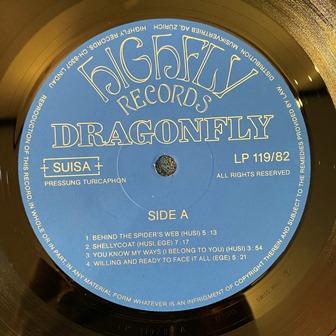 HIGHFLY
RECORDS
DRAGONFLY
SUISA
PRESSUNG TURICAPHON
LP 119/82
ALL RIGHTS RESERVED
SIDE A
1 BEHIND THE SPIDER'S WEB (HUSI) 5:13
2 SHELLYCOAT (HUSI, EGE) 7:17
3 YOU KNOW MY WAYS (I BELONG TO YOU) (HUSI) 3:54
4 WILLING AND READY TO FACE IT ALL (EGE) 5:21
REPRODUCTION OF THIS RECORD, IN WHOLE OR IN PART, IN ANY MATERIAL FORM WHATEVER IS AN INFRIGMENT OF COPYRIGHT THEREIN AND SUBJECT TO THE REMEDIES PROVIDED BY LAW.
DISTRIBUTION MUSIKVERTRIEB AG, ZÜRICH HIGHFLY RECORDS, CH-8307 LINDAU